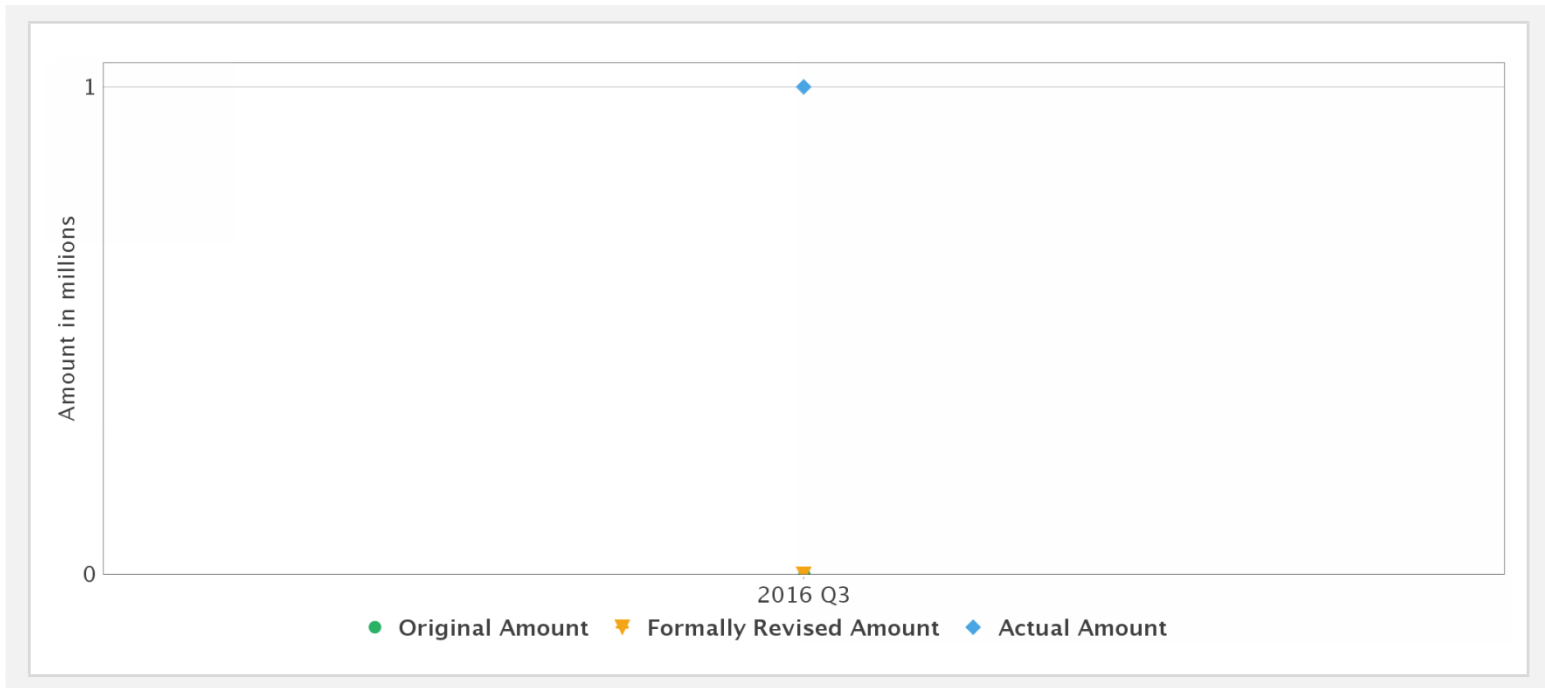 1
Amount in millions
0
2016 Q3
Original Amount Formally Revised Amount Actual Amount